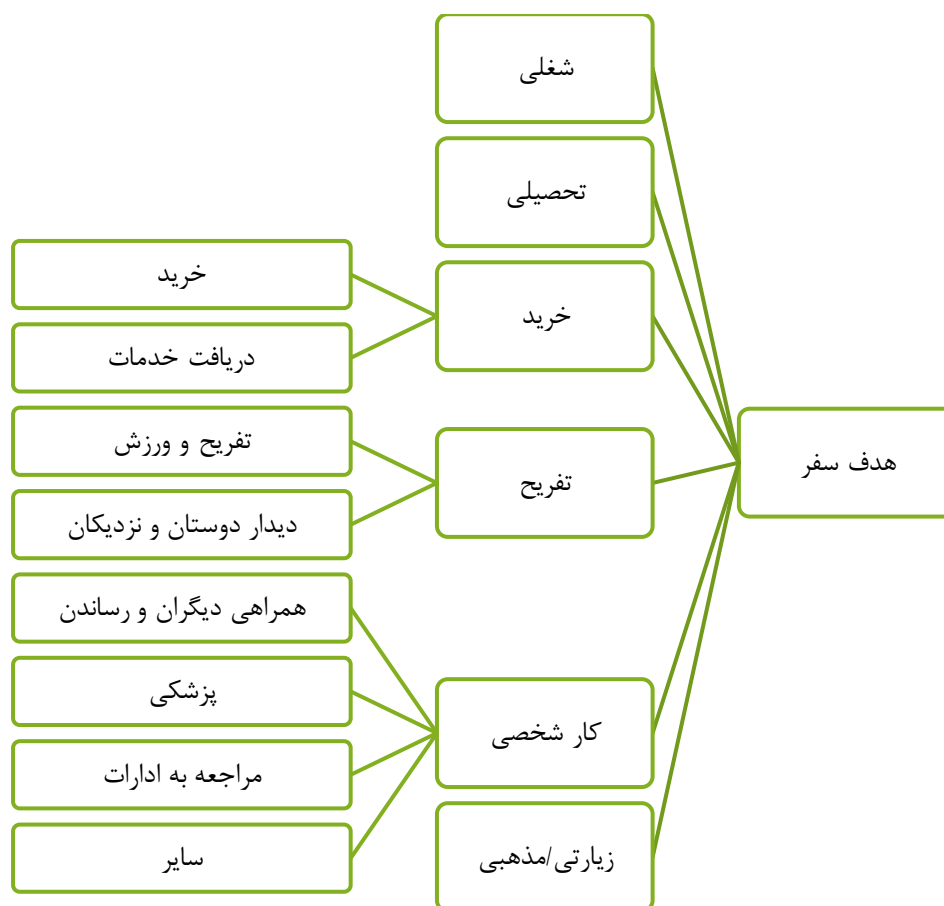 هدف سفر
شغلی
تحصیلی
خرید
خرید
دریافت خدمات
تفریح
تفریح و ورزش
دیدار دوستان و نزدیکان
کار شخصی
همراهی دیگران و رساندن
پزشکی
مراجعه به ادارات
سایر
زیارتی/مذهبی